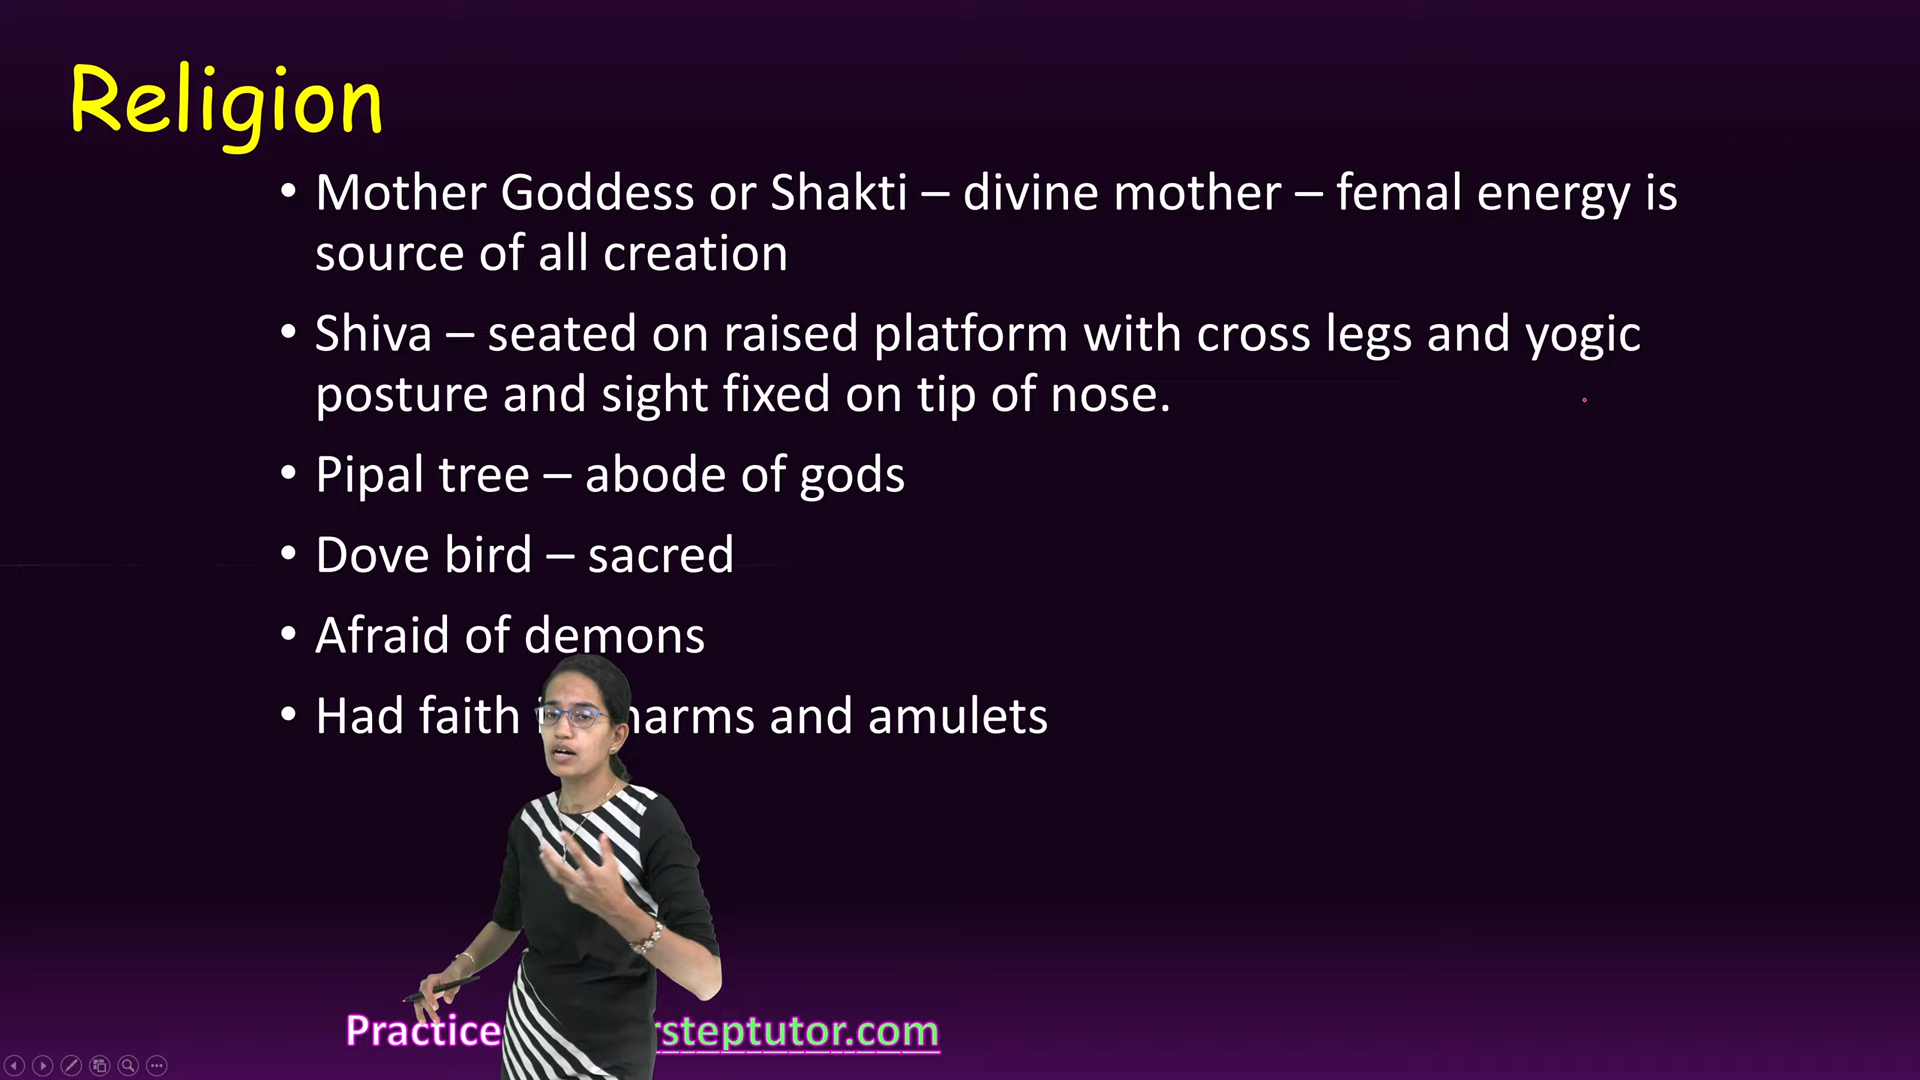 Religion
• Mother Goddess or Shakti – divine mother – femal energy is
source of all creation
• Shiva – seated on raised platform with cross legs and yogic
posture and sight fixed on tip of nose.
• Pipal tree – abode of gods
• Dove bird – sacred
• Afraid of demons
• Had faith harms and amulets
Practice rsteptutor.com